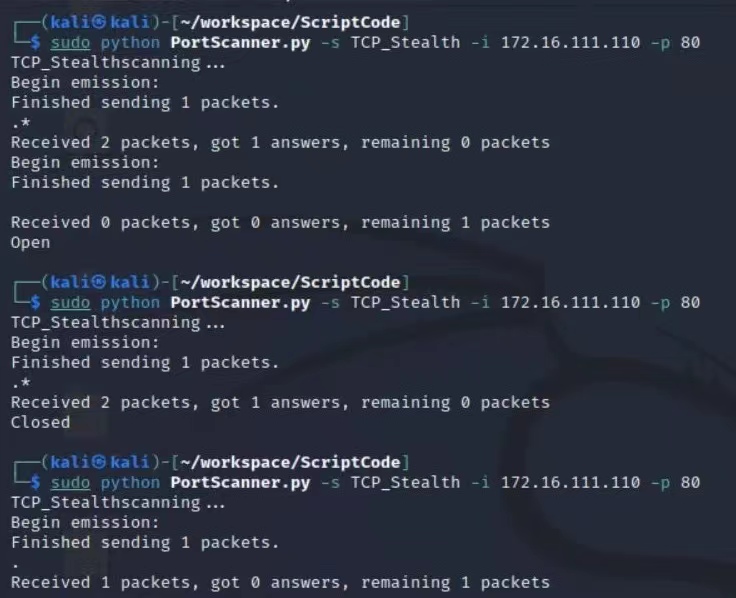 ┌──(kali㉿kali)-[~/workspace/ScriptCode]
└─$ sudo python PortScanner.py -s TCP_Stealth -i 172.16.111.110 -p 80
TCP_Stealthscanning...
Begin emission:
Finished sending 1 packets.
.*
Received 2 packets, got 1 answers, remaining 0 packets
Begin emission:
Finished sending 1 packets.

Received 0 packets, got 0 answers, remaining 1 packets
Open

┌──(kali㉿kali)-[~/workspace/ScriptCode]
└─$ sudo python PortScanner.py -s TCP_Stealth -i 172.16.111.110 -p 80
TCP_Stealthscanning...
Begin emission:
Finished sending 1 packets.
.*
Received 2 packets, got 1 answers, remaining 0 packets
Closed

┌──(kali㉿kali)-[~/workspace/ScriptCode]
└─$ sudo python PortScanner.py -s TCP_Stealth -i 172.16.111.110 -p 80
TCP_Stealthscanning...
Begin emission:
Finished sending 1 packets.
.
Received 1 packets, got 0 answers, remaining 1 packets